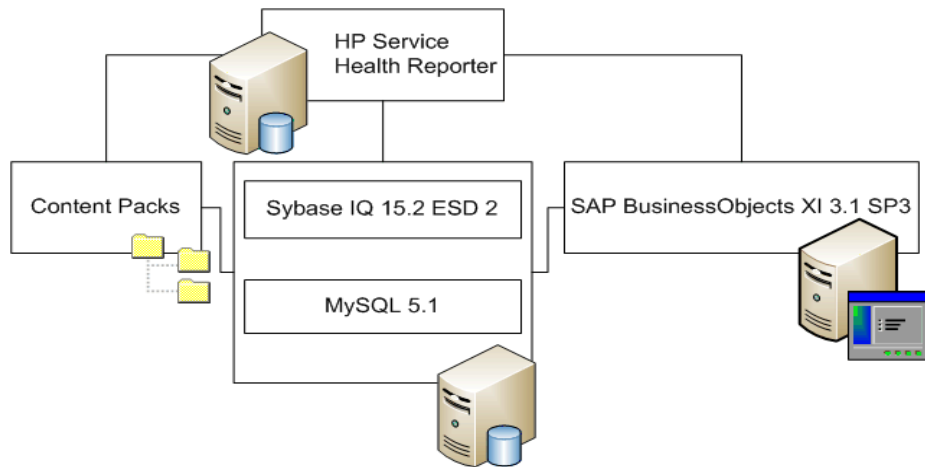 HP Service
Health Reporter
Content Packs
Sybase IQ 15.2 ESD 2
SAP BusinessObjects XI 3.1 SP3
MySQL 5.1